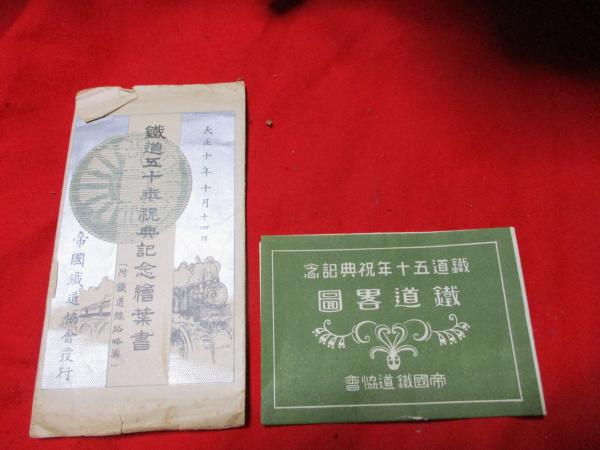 大正十年十月十四日
鐵道五十年祝典記念繪葉書
(附鐵道線路略圖)
帝國鐵道協會發行
念記典祝年十五道鐵
圖畧道鐵
會協道鐵國帝